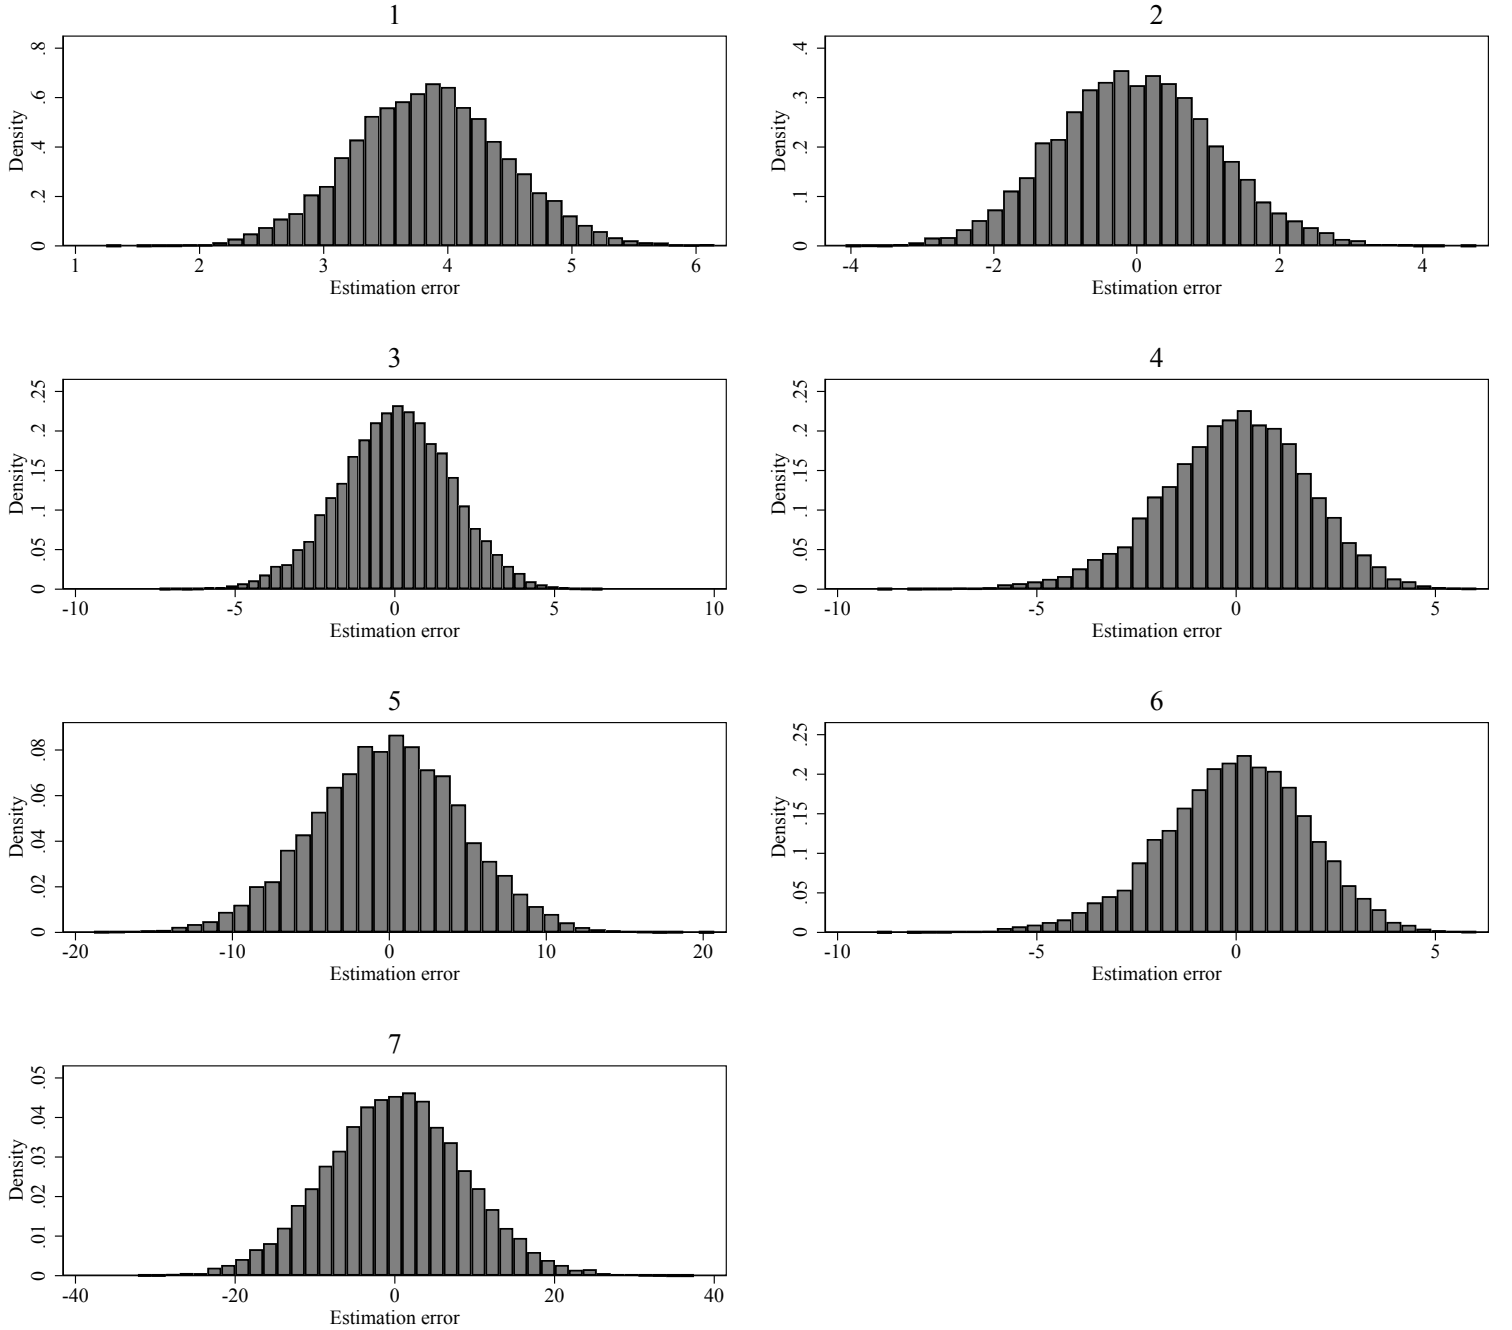 1
.8
.6
.4
.2
0
Density
1 2 3 4 5 6
Estimation error
2
.4
.3
.2
.1
0
Density
-4 -2 0 2 4
Estimation error
3
.25
.2
.15
.1
.05
0
Density
-10 -5 0 5 10
Estimation error
4
.25
.2
.15
.1
.05
0
Density
-10 -5 0 5
Estimation error
5
.08
.06
.04
.02
0
Density
-20 -10 0 10 20
Estimation error
6
.25
.2
.15
.1
.05
0
Density
-10 -5 0 5
Estimation error
7
.05
.04
.03
.02
.01
0
Density
-40 -20 0 20 40
Estimation error